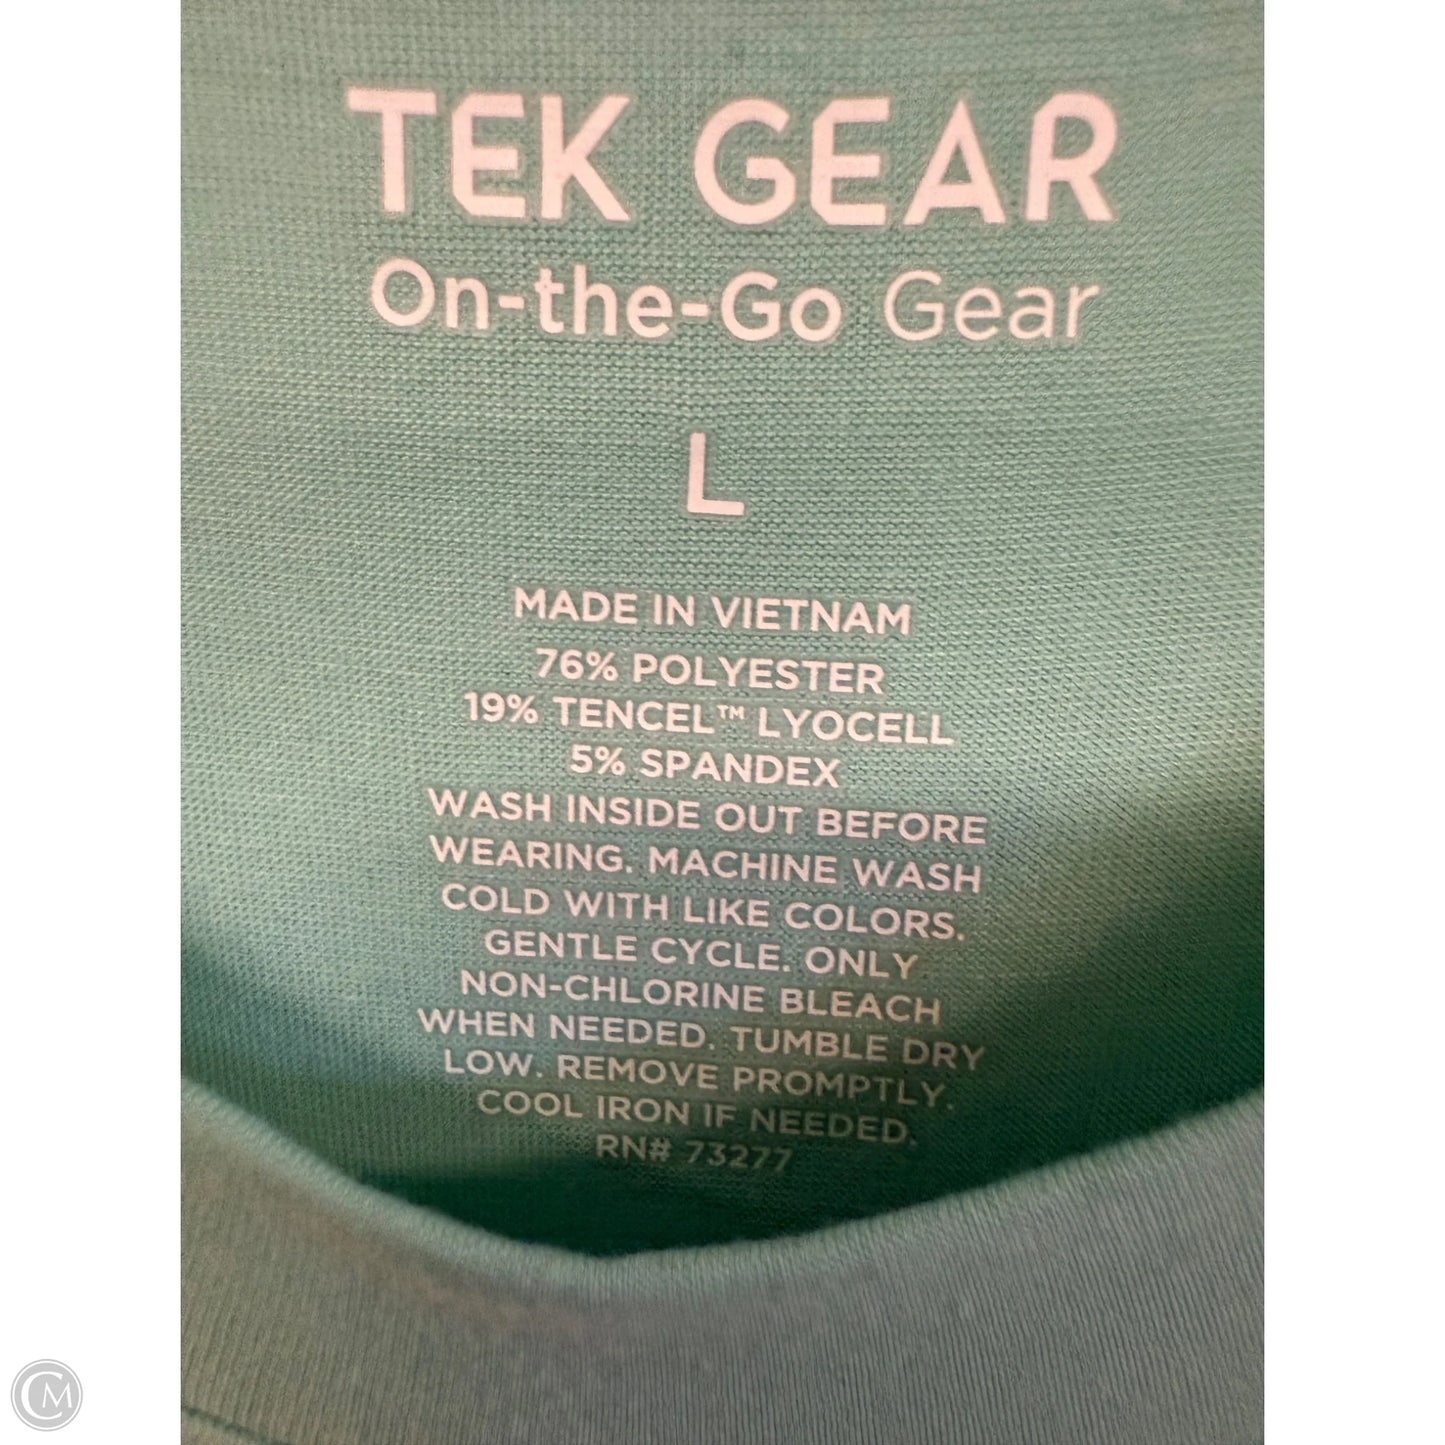 TEK GEAR
On-the-Go Gear
L
MADE IN VIETNAM
76% POLYESTER
19% TENCEL™ LYOCELL
5% SPANDEX
WASH INSIDE OUT BEFORE
WEARING. MACHINE WASH
COLD WITH LIKE COLORS.
GENTLE CYCLE. ONLY
NON-CHLORINE BLEACH
WHEN NEEDED. TUMBLE DRY
LOW. REMOVE PROMPTLY.
COOL IRON IF NEEDED.
RN# 73277
CM